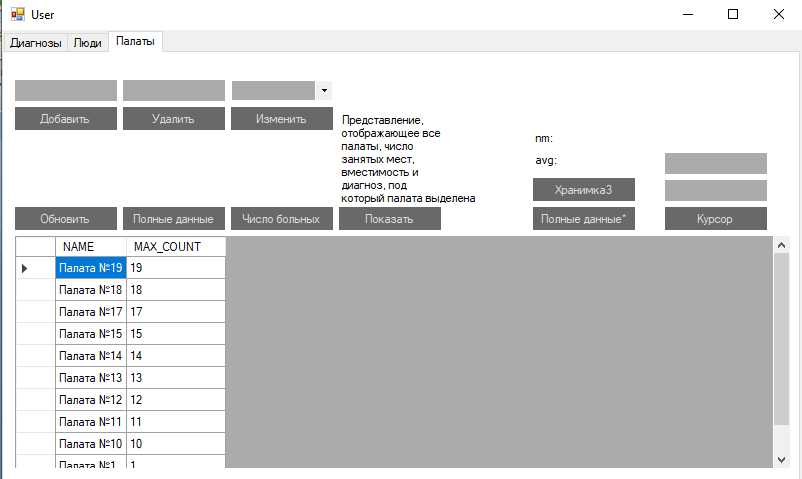 User
Диагнозы Люди Палаты
Добавить Удалить Изменить
Представление,
отображающее все
палаты, число
занятых мест,
вместимость и
диагноз, под
который палата выделена
nm:
avg:
Хранимка3
Обновить Полные данные Число больных Показать Полные данные* Курсор
NAME MAX_COUNT
Палата №19 19
Палата №18 18
Палата №17 17
Палата №15 15
Палата №14 14
Палата №13 13
Палата №12 12
Палата №11 11
Палата №10 10
Палата №1 1